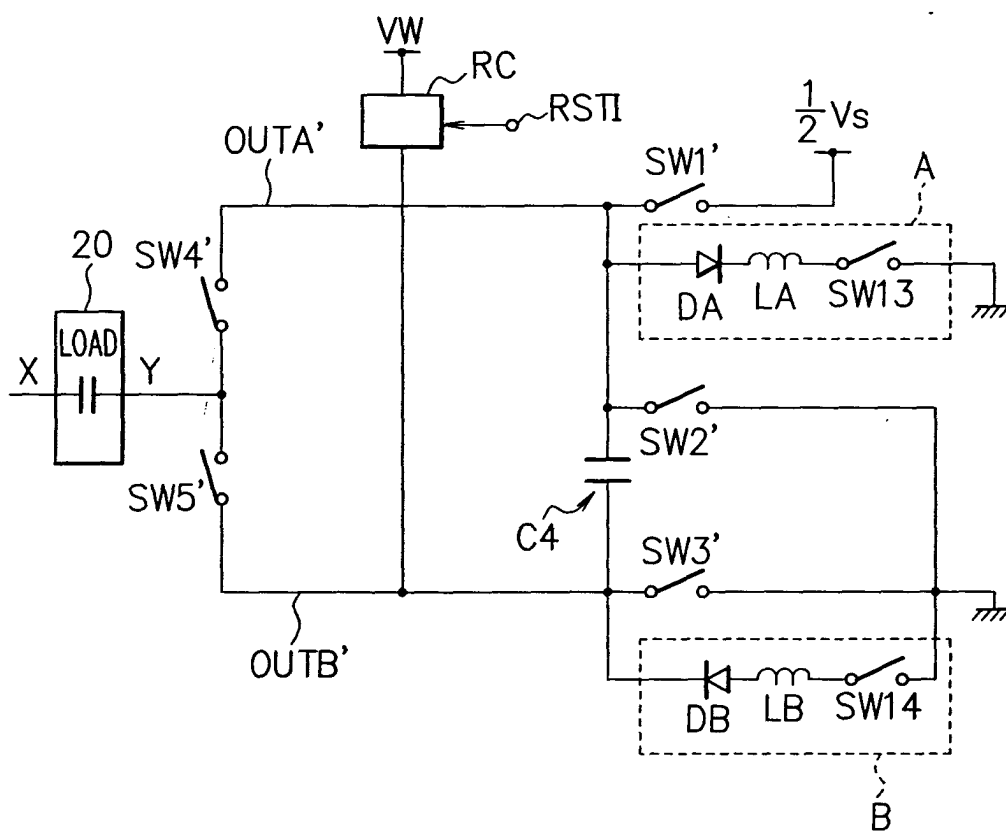 VW
RC
RSTI
OUTA'
1/2 Vs
SW1'
A
20
SW4'
LOAD
DA
LA
SW13
X
Y
SW2'
SW5'
C4
SW3'
OUTB'
DB
LB
SW14
B